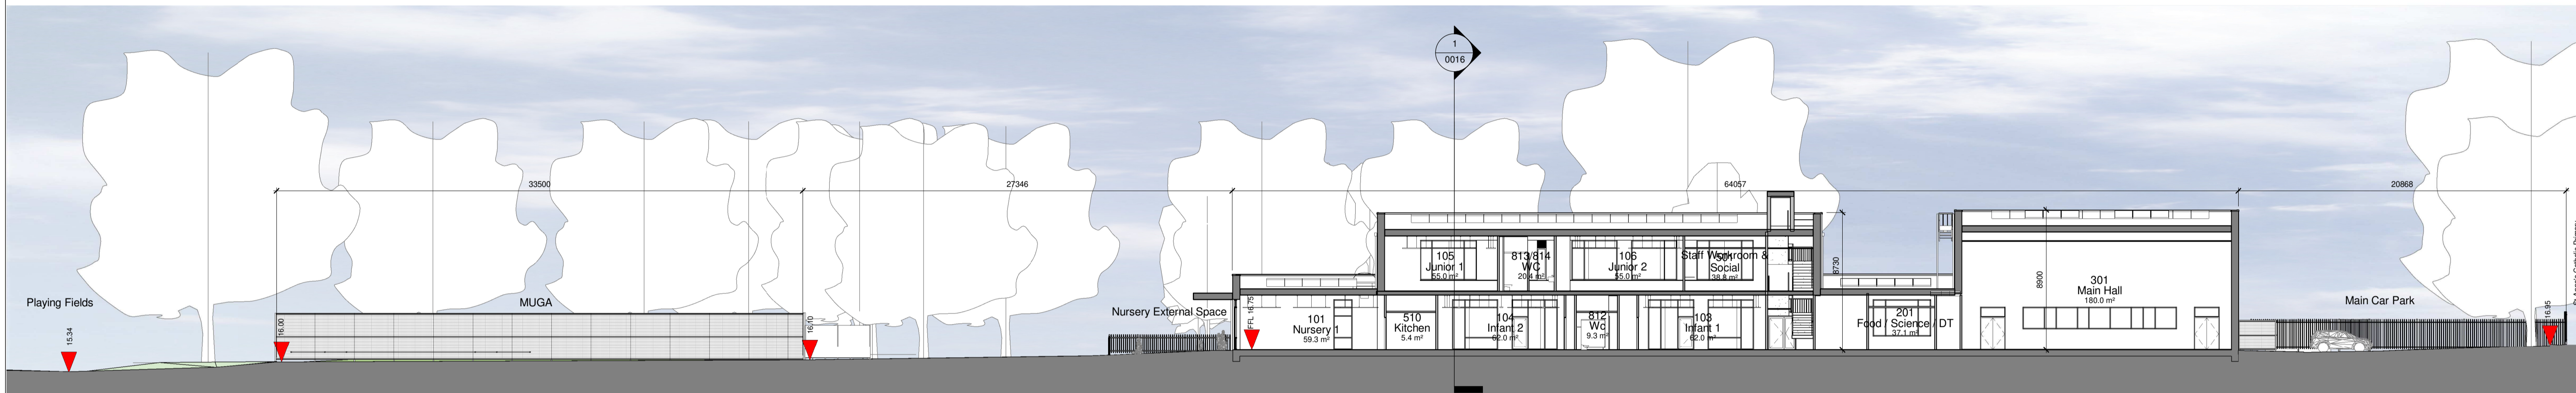 1
0016
33500
27346
64057
20868
105
Junior 1
55.0 m²
813/814
WC
20.4 m²
106
Junior 2
55.0 m²
Staff Workroom &
Social
38.8 m²
8730
8900
301
Main Hall
180.0 m²
Playing Fields
15.34
MUGA
16.00
16.10
Nursery External Space
FFL 16.75
101
Nursery 1
59.3 m²
510
Kitchen
5.4 m²
104
Infant 2
62.0 m²
812
Wc
9.3 m²
103
Infant 1
62.0 m²
201
Food / Science / DT
37.1 m²
Main Car Park
16.95